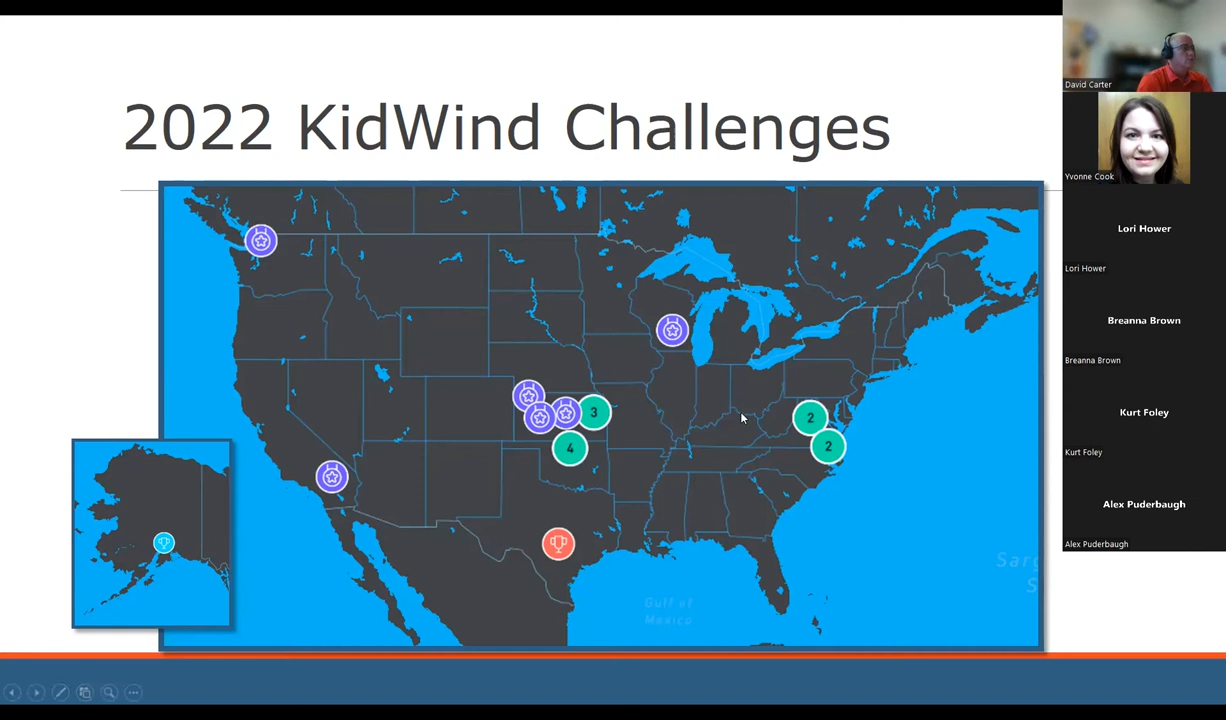 2022 KidWind Challenges
3
4
2
2
Gulf of
Mexico
David Carter
Yvonne Cook
Lori Hower
Lori Hower
Breanna Brown
Breanna Brown
Kurt Foley
Kurt Foley
Alex Puderbaugh
Alex Puderbaugh